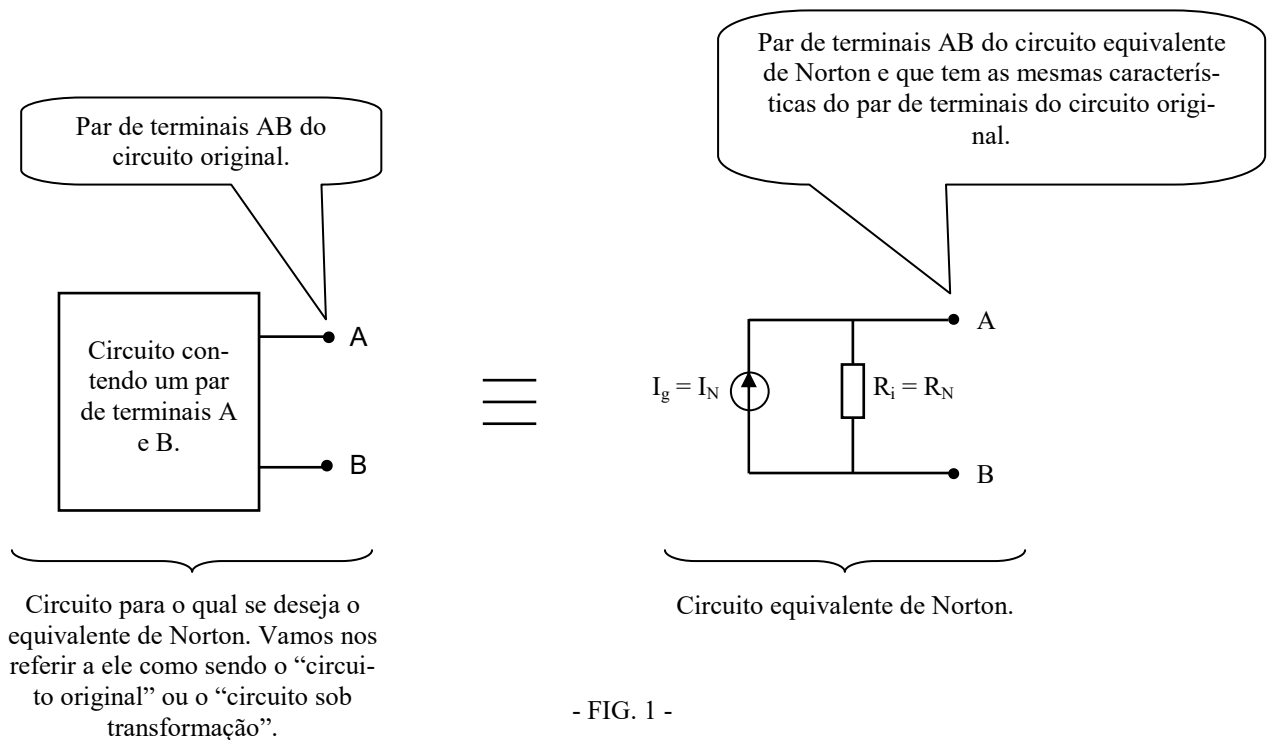 Par de terminais AB do
circuito original.
Par de terminais AB do circuito equivalente
de Norton e que tem as mesmas caracterís-
ticas do par de terminais do circuito origi-
nal.
Circuito con-
tendo um par
de terminais A
e B.
A
B
I_g = I_N
R_i = R_N
A
B
Circuito para o qual se deseja o
equivalente de Norton. Vamos nos
referir a ele como sendo o “circui-
to original” ou o “circuito sob
transformação”.
Circuito equivalente de Norton.
- FIG. 1 -